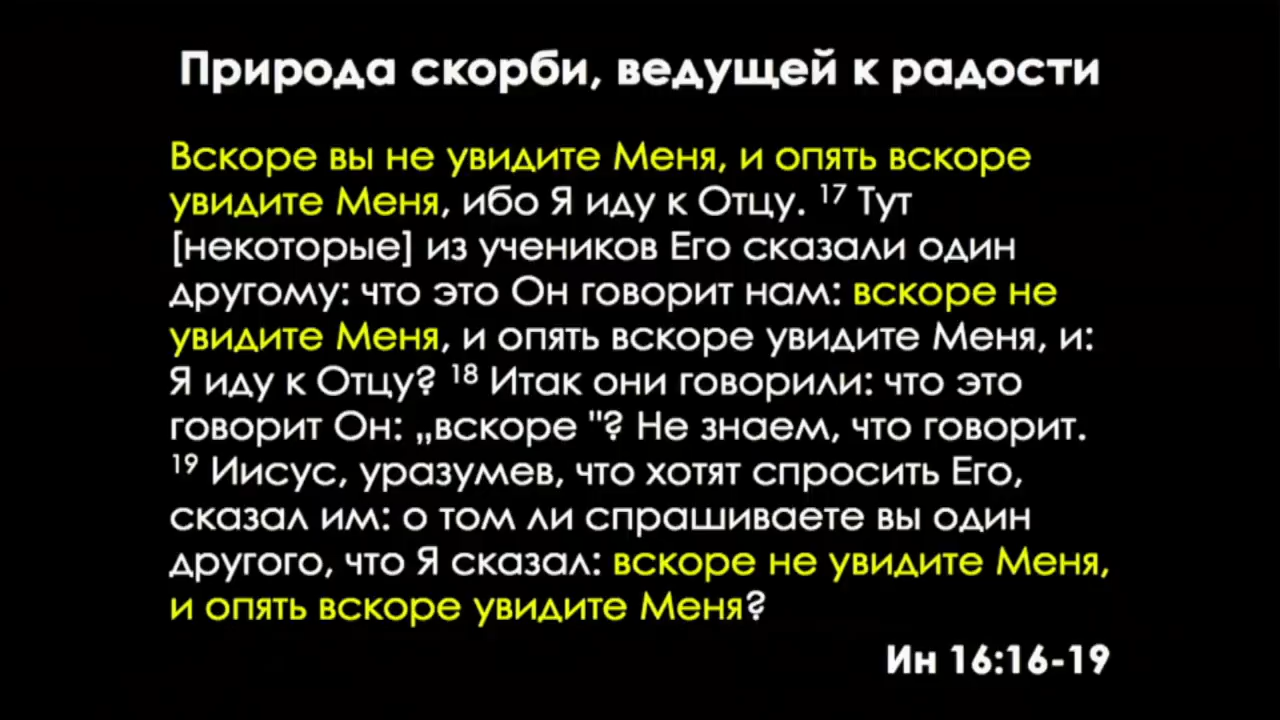 Природа скорби, ведущей к радости
Вскоре вы не увидите Меня, и опять вскоре
увидите Меня, ибо Я иду к Отцу. ¹⁷ Тут
[некоторые] из учеников Его сказали один
другому: что это Он говорит нам: вскоре не
увидите Меня, и опять вскоре увидите Меня, и:
Я иду к Отцу? ¹⁸ Итак они говорили: что это
говорит Он: „вскоре "? Не знаем, что говорит.
¹⁹ Иисус, уразумев, что хотят спросить Его,
сказал им: о том ли спрашиваете вы один
другого, что Я сказал: вскоре не увидите Меня,
и опять вскоре увидите Меня?
Ин 16:16-19